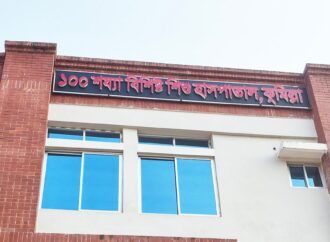 ১০০ শয্যা বিশিষ্ট শিশু হাসপাতাল, কুমিল্লা